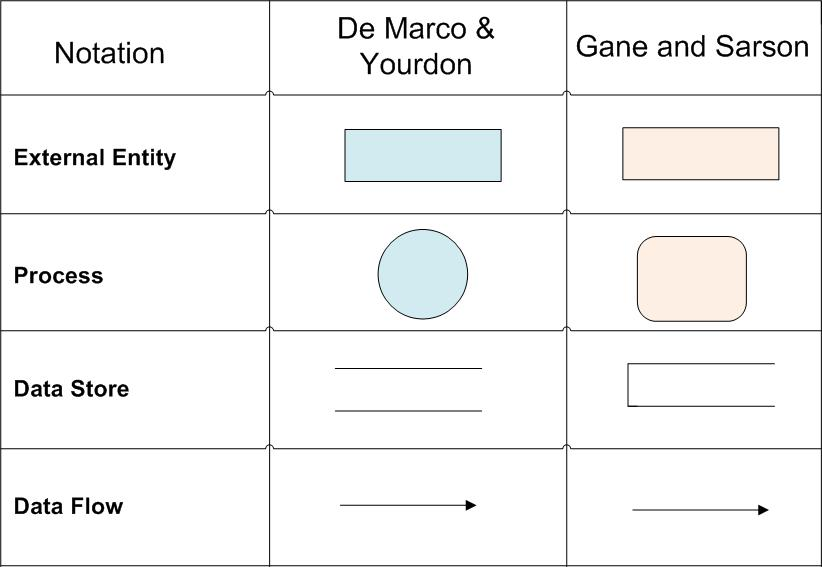 Notation
De Marco &
Yourdon
Gane and Sarson
External Entity
Process
Data Store
Data Flow